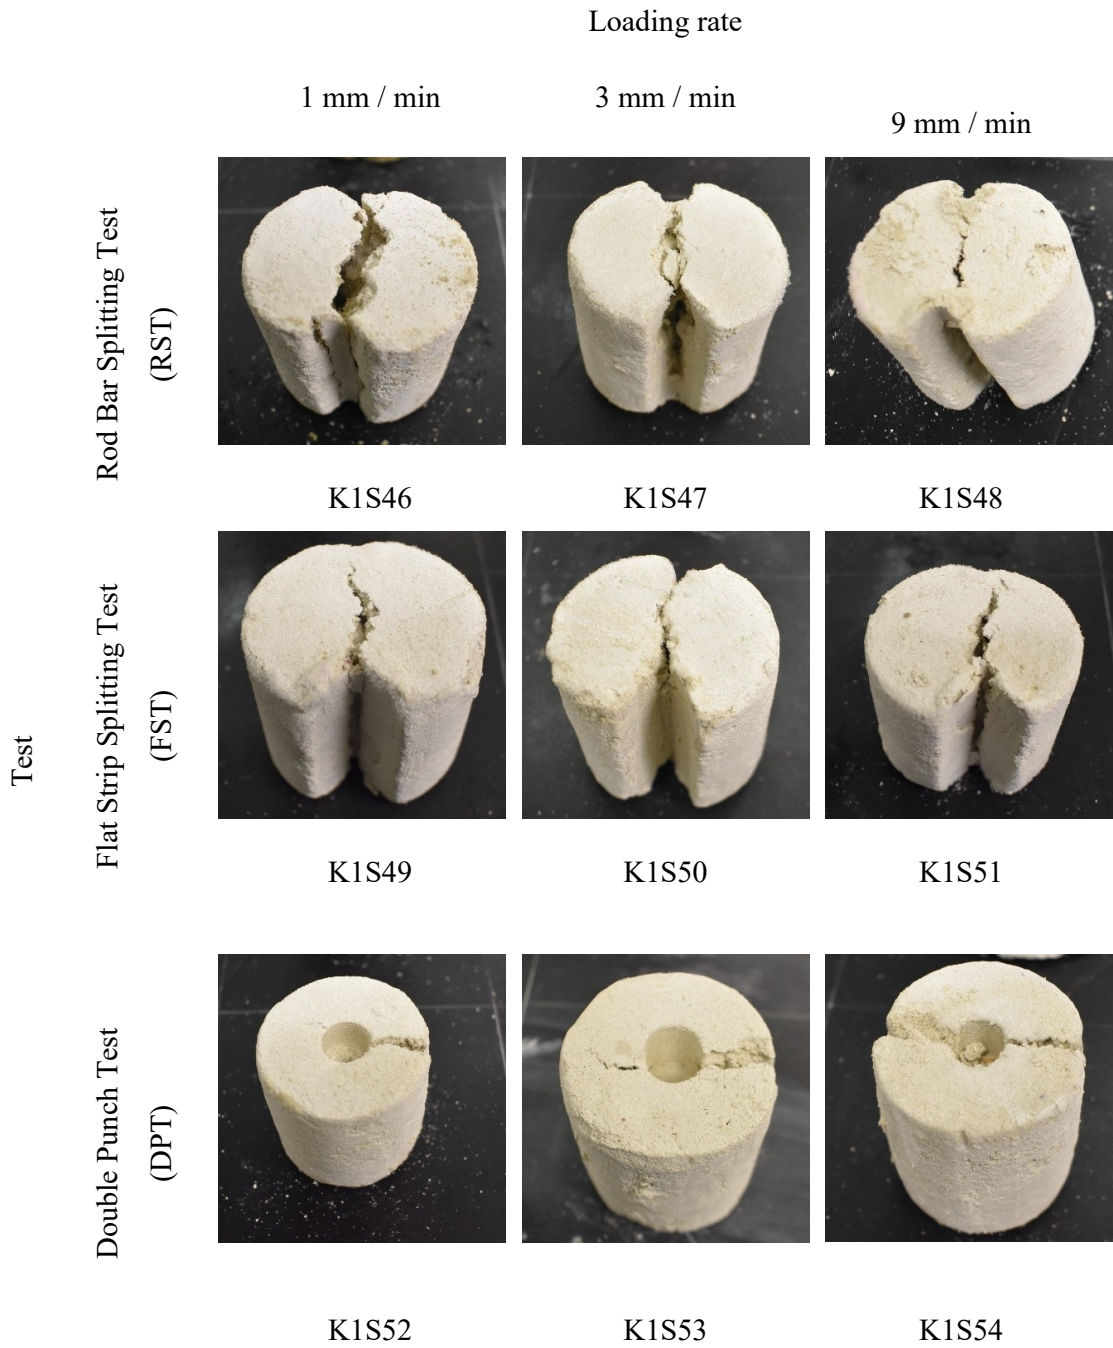 Loading rate
1 mm / min
3 mm / min
9 mm / min
Test
Rod Bar Splitting Test
(RST)
K1S46
K1S47
K1S48
Flat Strip Splitting Test
(FST)
K1S49
K1S50
K1S51
Double Punch Test
(DPT)
K1S52
K1S53
K1S54